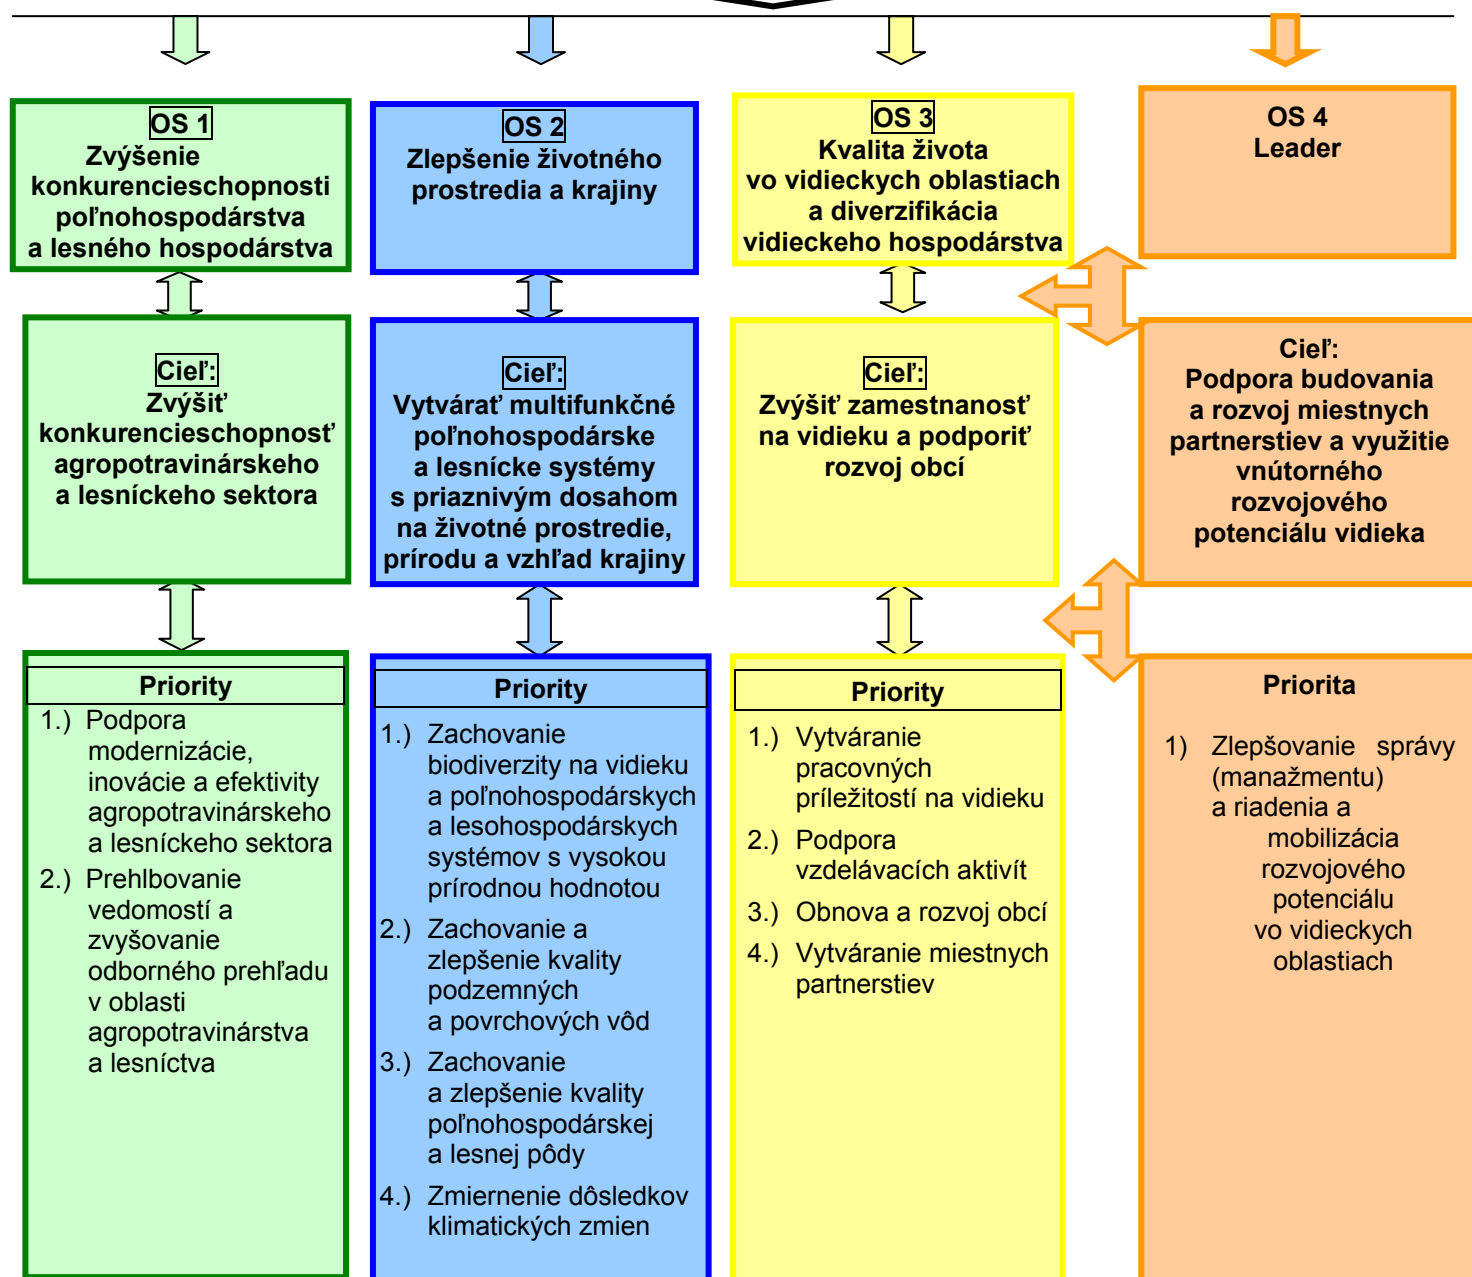 OS 1
Zvýšenie
konkurencieschopnosti
poľnohospodárstva
a lesného hospodárstva
OS 2
Zlepšenie životného
prostredia a krajiny
OS 3
Kvalita života
vo vidieckych oblastiach
a diverzifikácia
vidieckeho hospodárstva
OS 4
Leader
Cieľ:
Zvýšiť
konkurencieschopnosť
agropotravinárskeho
a lesníckeho sektora
Cieľ:
Vytvárať multifunkčné
poľnohospodárske
a lesnícke systémy
s priaznivým dosahom
na životné prostredie,
prírodu a vzhľad krajiny
Cieľ:
Zvýšiť zamestnanosť
na vidieku a podporiť
rozvoj obcí
Cieľ:
Podpora budovania
a rozvoj miestnych
partnerstiev a využitie
vnútorného
rozvojového
potenciálu vidieka
Priority
1.) Podpora
modernizácie,
inovácie a efektivity
agropotravinárskeho
a lesníckeho sektora
2.) Prehlbovanie
vedomostí a
zvyšovanie
odborného prehľadu
v oblasti
agropotravinárstva
a lesníctva
Priority
1.) Zachovanie
biodiverzity na vidieku
a poľnohospodárskych
a lesohospodárskych
systémov s vysokou
prírodnou hodnotou
2.) Zachovanie a
zlepšenie kvality
podzemných
a povrchových vôd
3.) Zachovanie
a zlepšenie kvality
poľnohospodárskej
a lesnej pôdy
4.) Zmiernenie dôsledkov
klimatických zmien
Priority
1.) Vytváranie
pracovných
príležitostí na vidieku
2.) Podpora
vzdelávacích aktivít
3.) Obnova a rozvoj obcí
4.) Vytváranie miestnych
partnerstiev
Priorita
1) Zlepšovanie správy
(manažmentu)
a riadenia a
mobilizácia
rozvojového
potenciálu
vo vidieckych
oblastiach